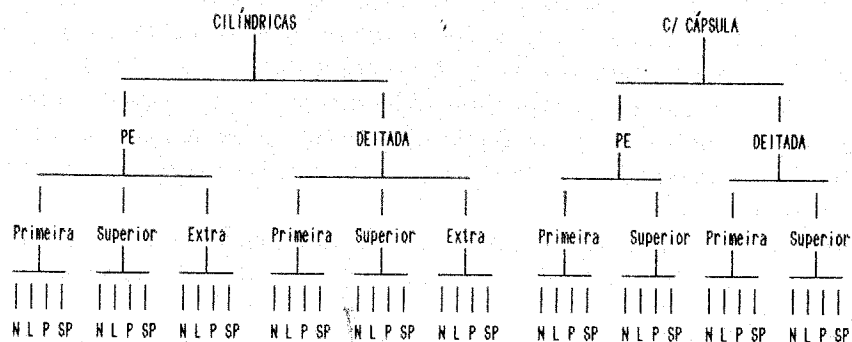 CILÍNDRICAS C/ CÁPSULA
PE DEITADA PE DEITADA
Primeira Superior Extra Primeira Superior Extra Primeira Superior Primeira Superior
N L P SP N L P SP N L P SP N L P SP N L P SP N L P SP N L P SP N L P SP N L P SP N L P SP